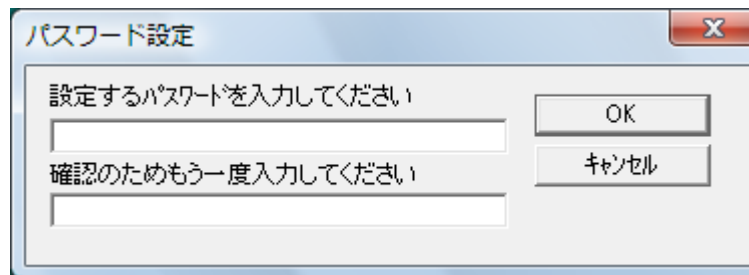 パスワード設定
設定するﾊﾟｽﾜｰﾄﾞを入力してください
OK
確認のためもう一度入力してください
ｷｬﾝｾﾙ